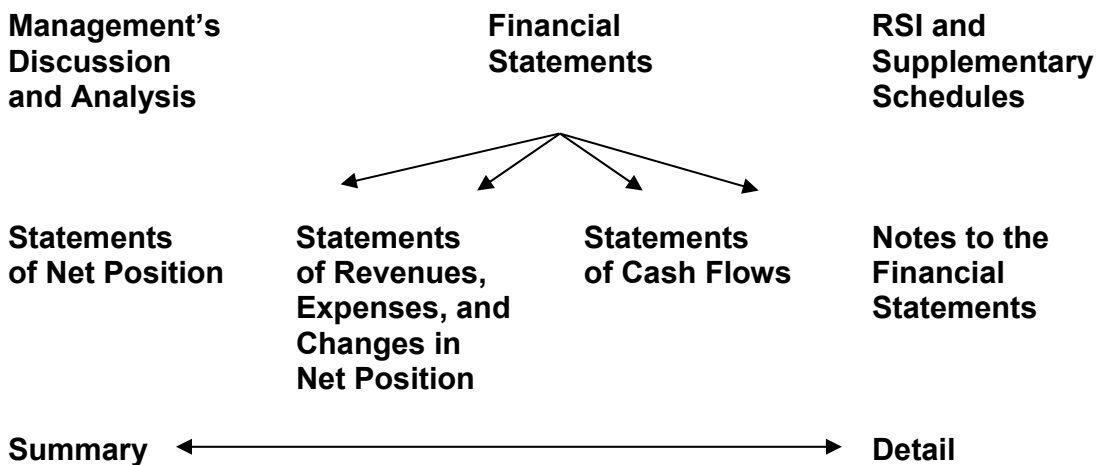 Management’s
Discussion
and Analysis
Financial
Statements
RSI and
Supplementary
Schedules
Statements
of Net Position
Statements
of Revenues,
Expenses, and
Changes in
Net Position
Statements
of Cash Flows
Notes to the
Financial
Statements
Summary
Detail